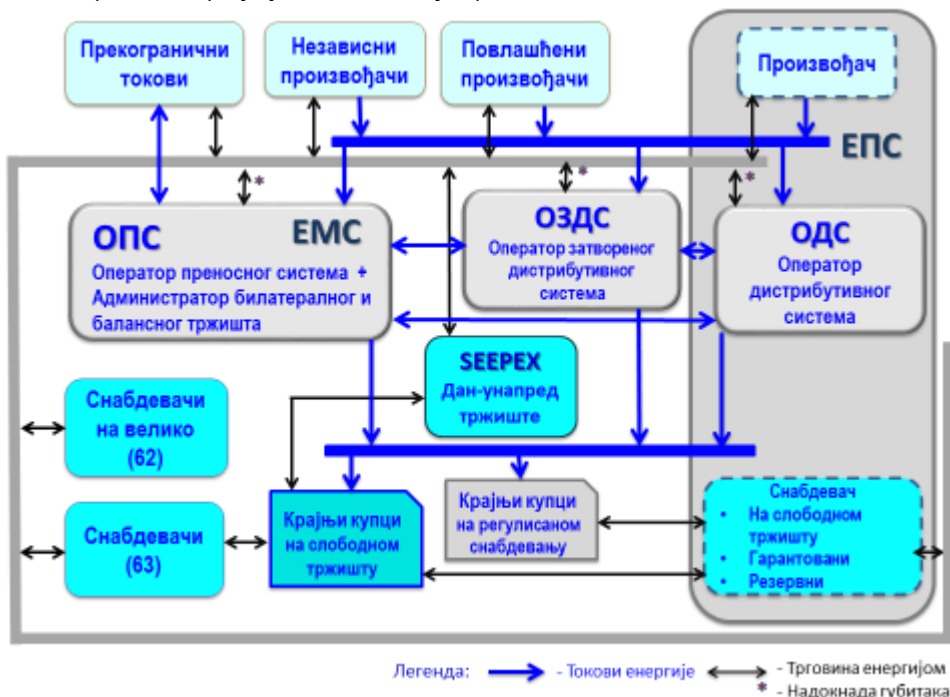 Прекогранични
токови
Независни
произвођачи
Повлашћени
произвођачи
Произвођач
ЕПС
*
*
*
ОПС
ЕМС
Оператор преносног система +
Администратор билатералног и
балансног тржишта
ОЗДС
Оператор затвореног
дистрибутивног
система
ОДС
Оператор
дистрибутивног
система
SEEPEX
Дан-унапред
тржиште
Снабдевачи
на велико
(62)
Снабдевачи
(63)
Крајњи купци
на слободном
тржишту
Крајњи купци
на регулисаном
снабдевању
Снабдевач
• На слободном
тржишту
• Гарантовани
• Резервни
Легенда: - Токови енергије - Трговина енергијом
* - Надокнада губитака